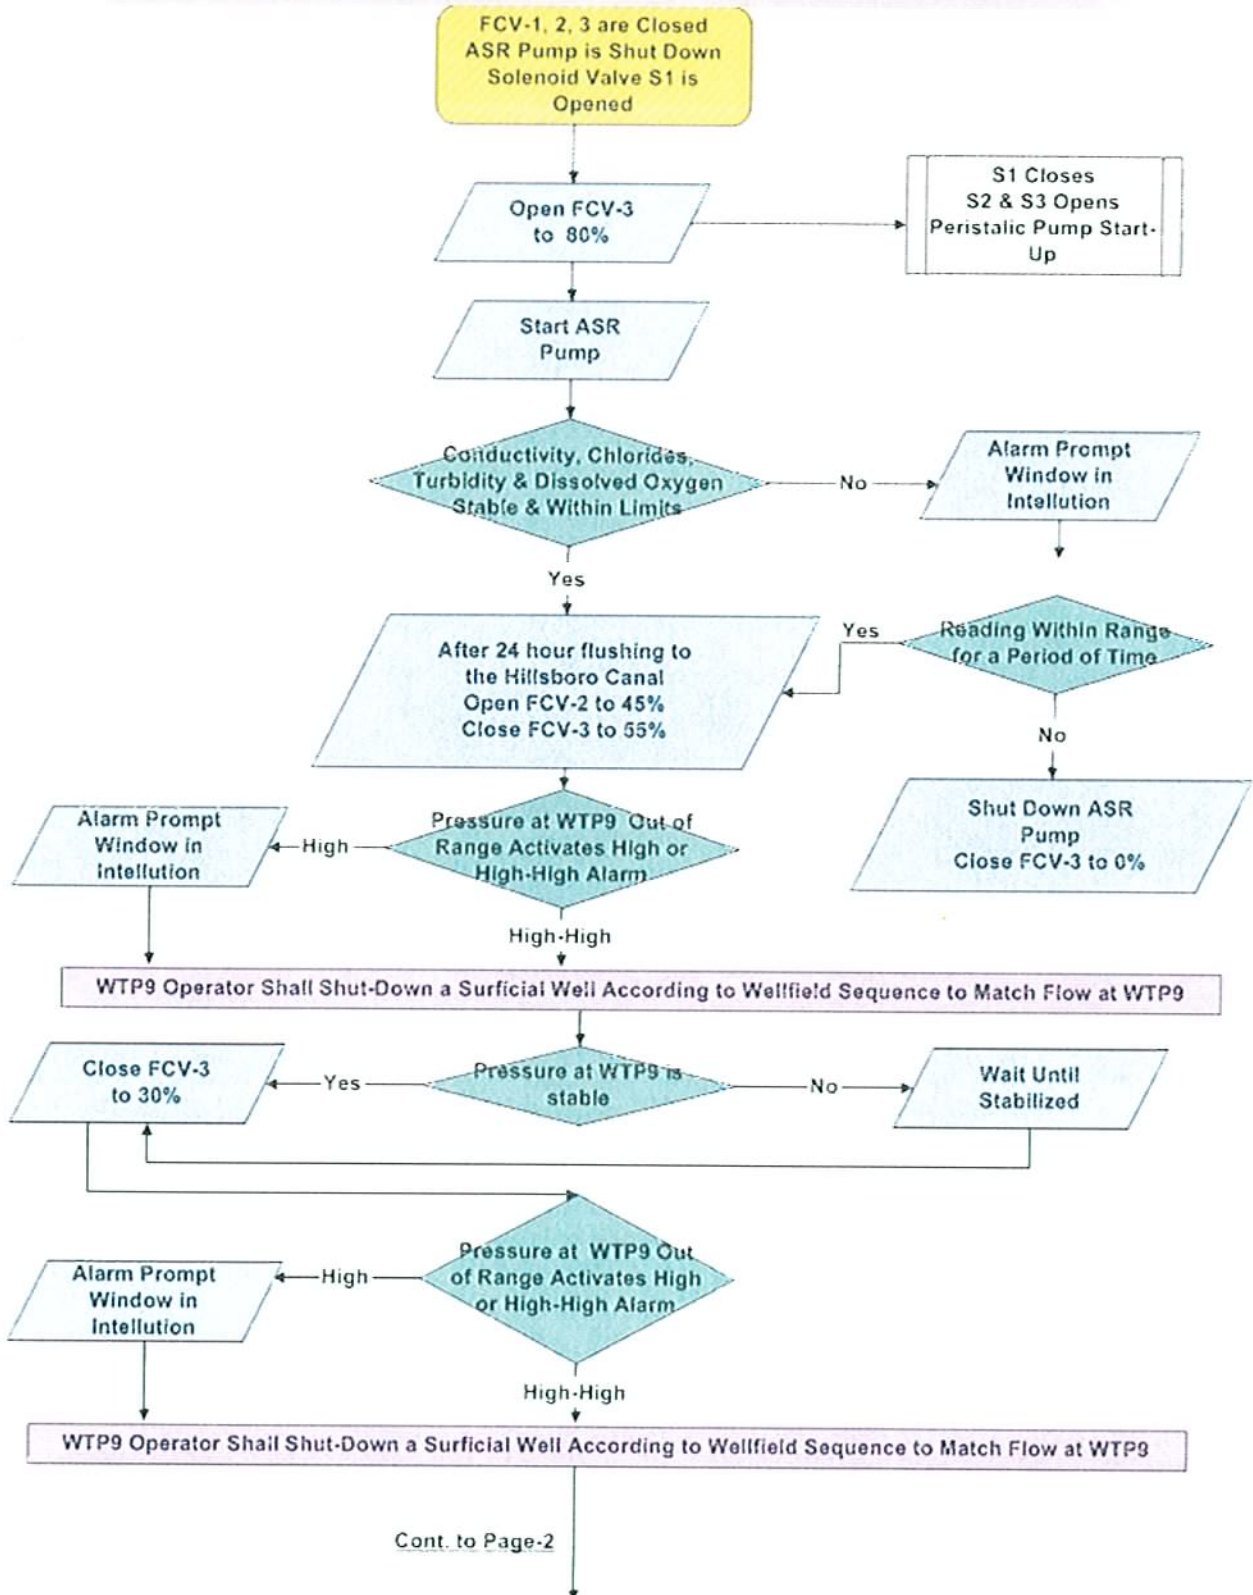 FCV-1, 2, 3 are Closed
ASR Pump is Shut Down
Solenoid Valve S1 is
Opened
Open FCV-3
to 80%
S1 Closes
S2 & S3 Opens
Peristalic Pump Start-
Up
Start ASR
Pump
Conductivity, Chlorides,
Turbidity & Dissolved Oxygen
Stable & Within Limits
No
Alarm Prompt
Window in
Intellution
Yes
After 24 hour flushing to
the Hillsboro Canal
Open FCV-2 to 45%
Close FCV-3 to 55%
Yes
Reading Within Range
for a Period of Time
No
Shut Down ASR
Pump
Close FCV-3 to 0%
Pressure at WTP9 Out of
Range Activates High or
High-High Alarm
High
Alarm Prompt
Window in
Intellution
High-High
WTP9 Operator Shall Shut-Down a Surficial Well According to Wellfield Sequence to Match Flow at WTP9
Pressure at WTP9 is
stable
Yes
Close FCV-3
to 30%
No
Wait Until
Stabilized
Pressure at WTP9 Out
of Range Activates High
or High-High Alarm
High
Alarm Prompt
Window in
Intellution
High-High
WTP9 Operator Shall Shut-Down a Surficial Well According to Wellfield Sequence to Match Flow at WTP9
Cont. to Page-2